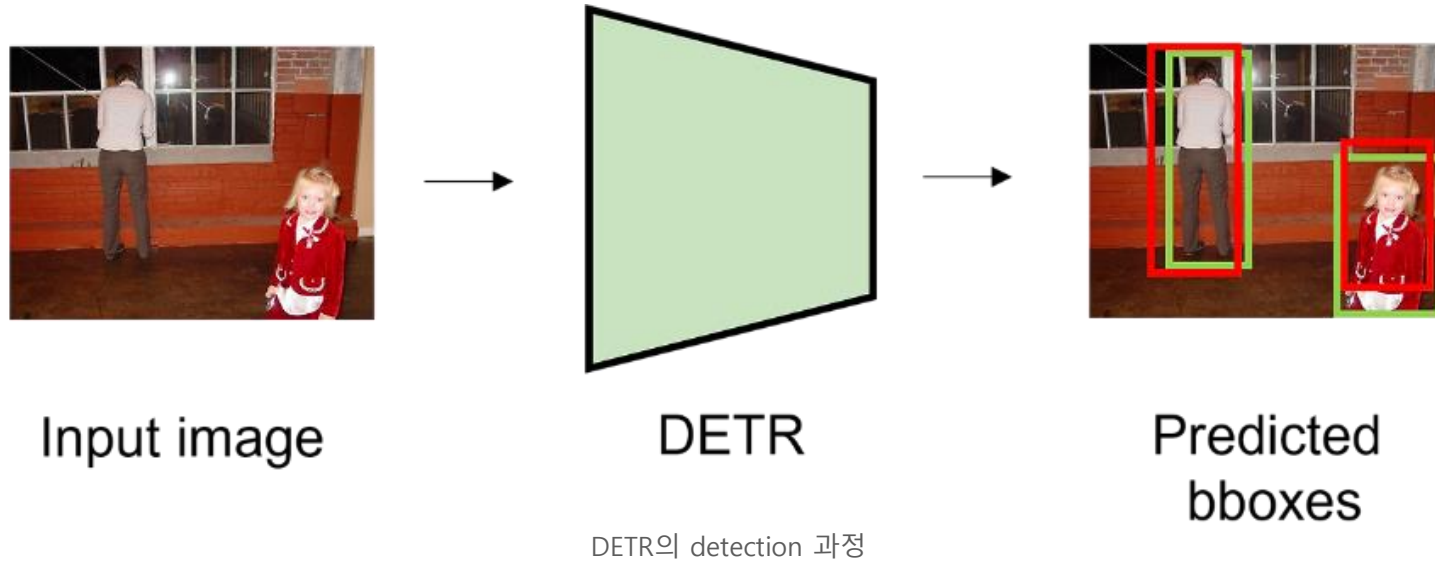 Input image
DETR
Predicted
bboxes
DETR의 detection 과정